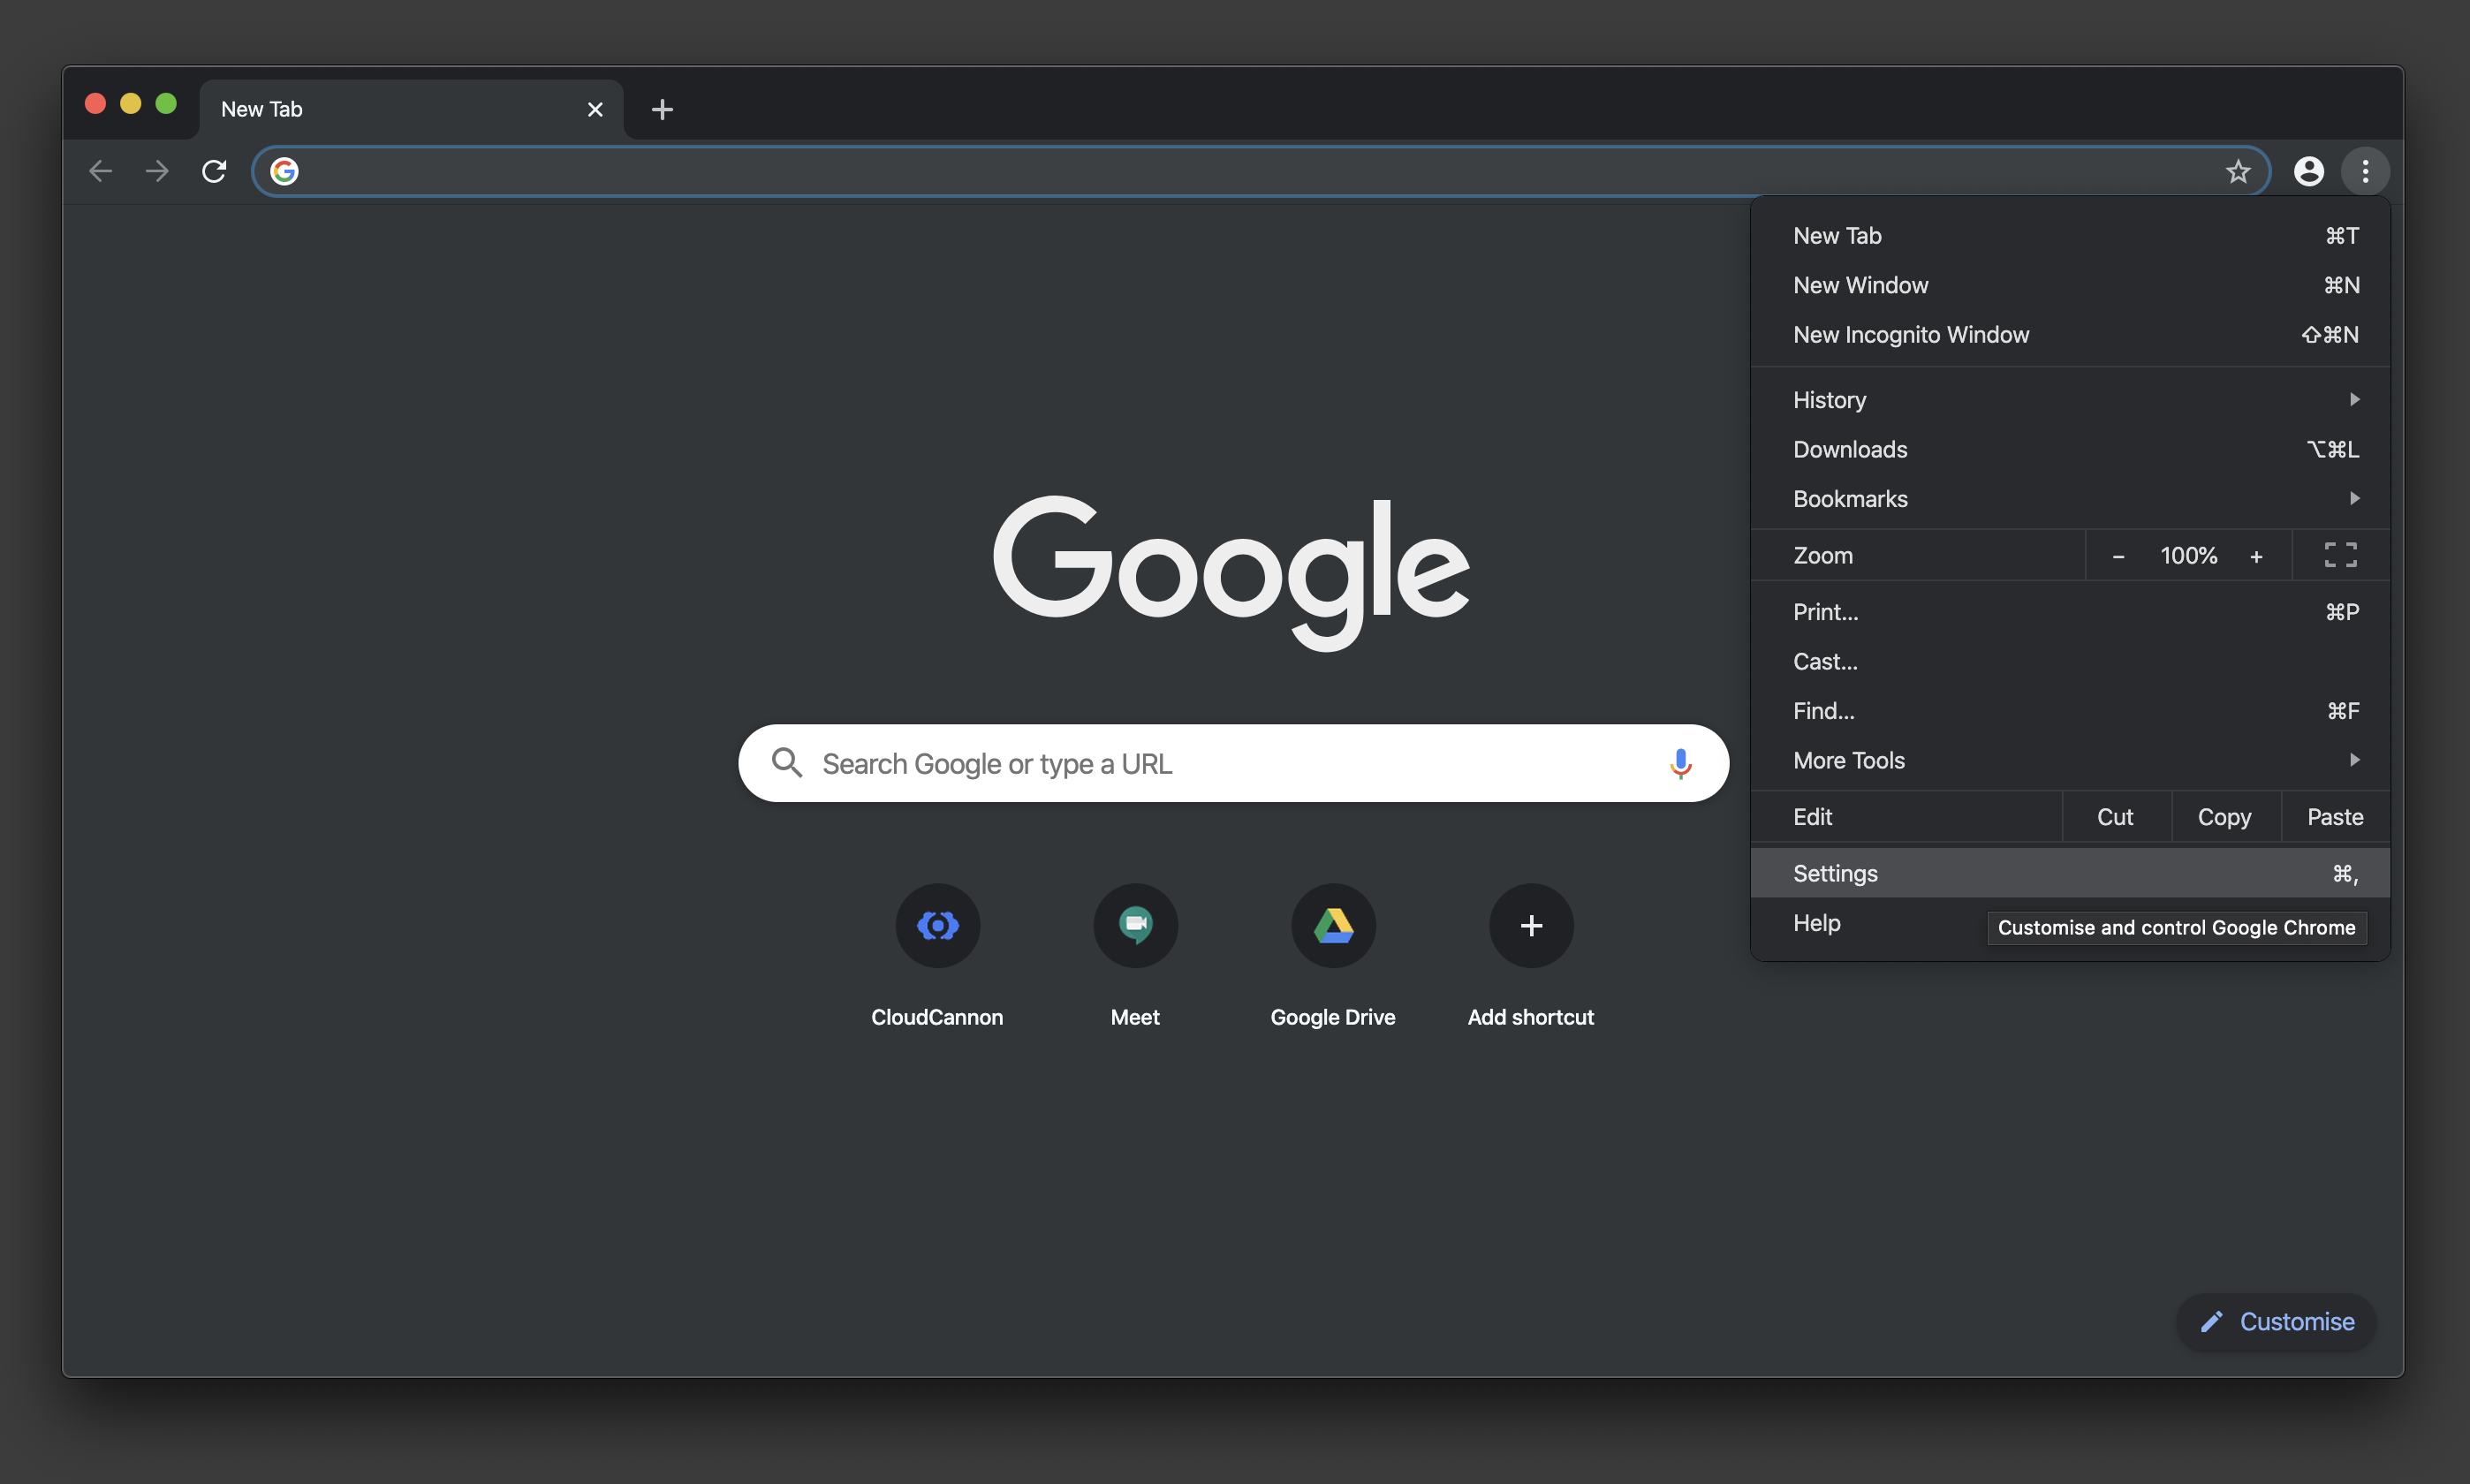 New Tab
New Tab ⌘T
New Window ⌘N
New Incognito Window ⇧⌘N
History
Downloads ⌥⌘L
Bookmarks
Zoom − 100% +
Print... ⌘P
Cast...
Find... ⌘F
More Tools
Edit Cut Copy Paste
Settings ⌘,
Help
Customise and control Google Chrome
Google
Search Google or type a URL
CloudCannon Meet Google Drive Add shortcut
Customise